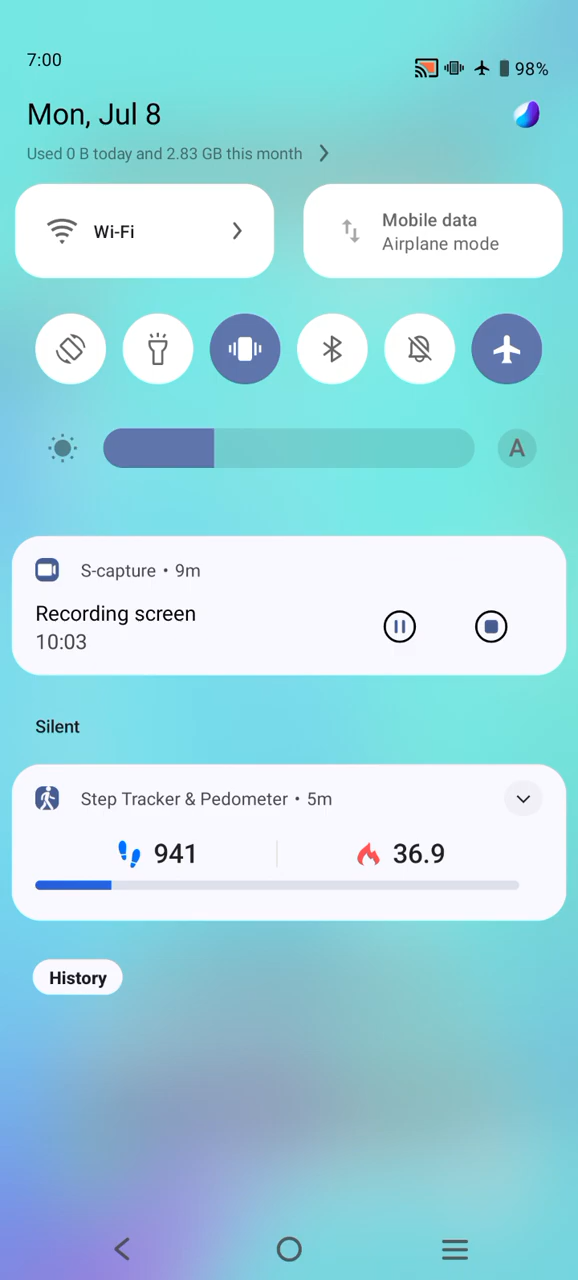 7:00
98%
Mon, Jul 8
Used 0 B today and 2.83 GB this month
Wi-Fi
Mobile data
Airplane mode
A
S-capture • 9m
Recording screen
10:03
Silent
Step Tracker & Pedometer • 5m
941
36.9
History